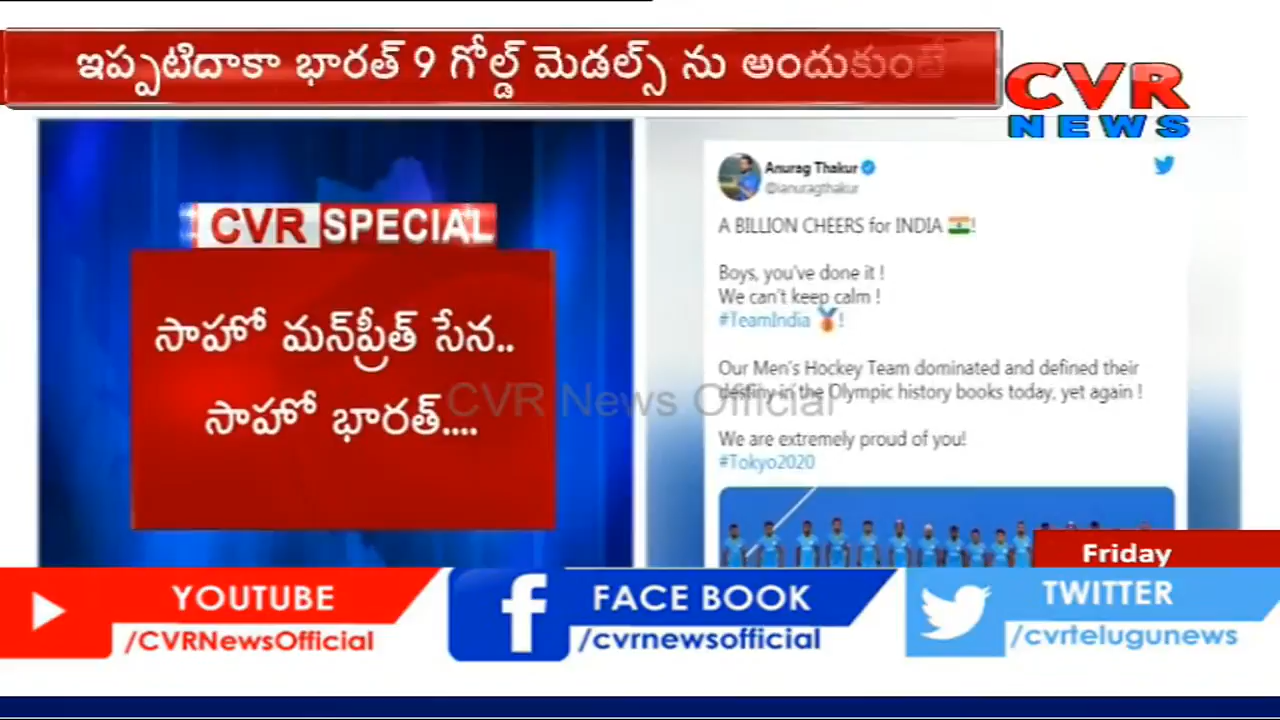 ఇప్పటిదాకా భారత్ 9 గోల్డ్ మెడల్స్ ను అందుకుంటే
CVR
NEWS
CVR SPECIAL
సాహో మన్‌ప్రీత్ సేన..
సాహో భారత్....
Anurag Thakur
@ianuragthakur
A BILLION CHEERS for INDIA 🇮🇳!
Boys, you've done it !
We can't keep calm !
#TeamIndia 🏅!
Our Men's Hockey Team dominated and defined their
destiny in the Olympic history books today, yet again !
We are extremely proud of you!
#Tokyo2020
CVR News Official
Friday
YOUTUBE
/CVRNewsOfficial
FACE BOOK
/cvrnewsofficial
TWITTER
/cvrtelugunews